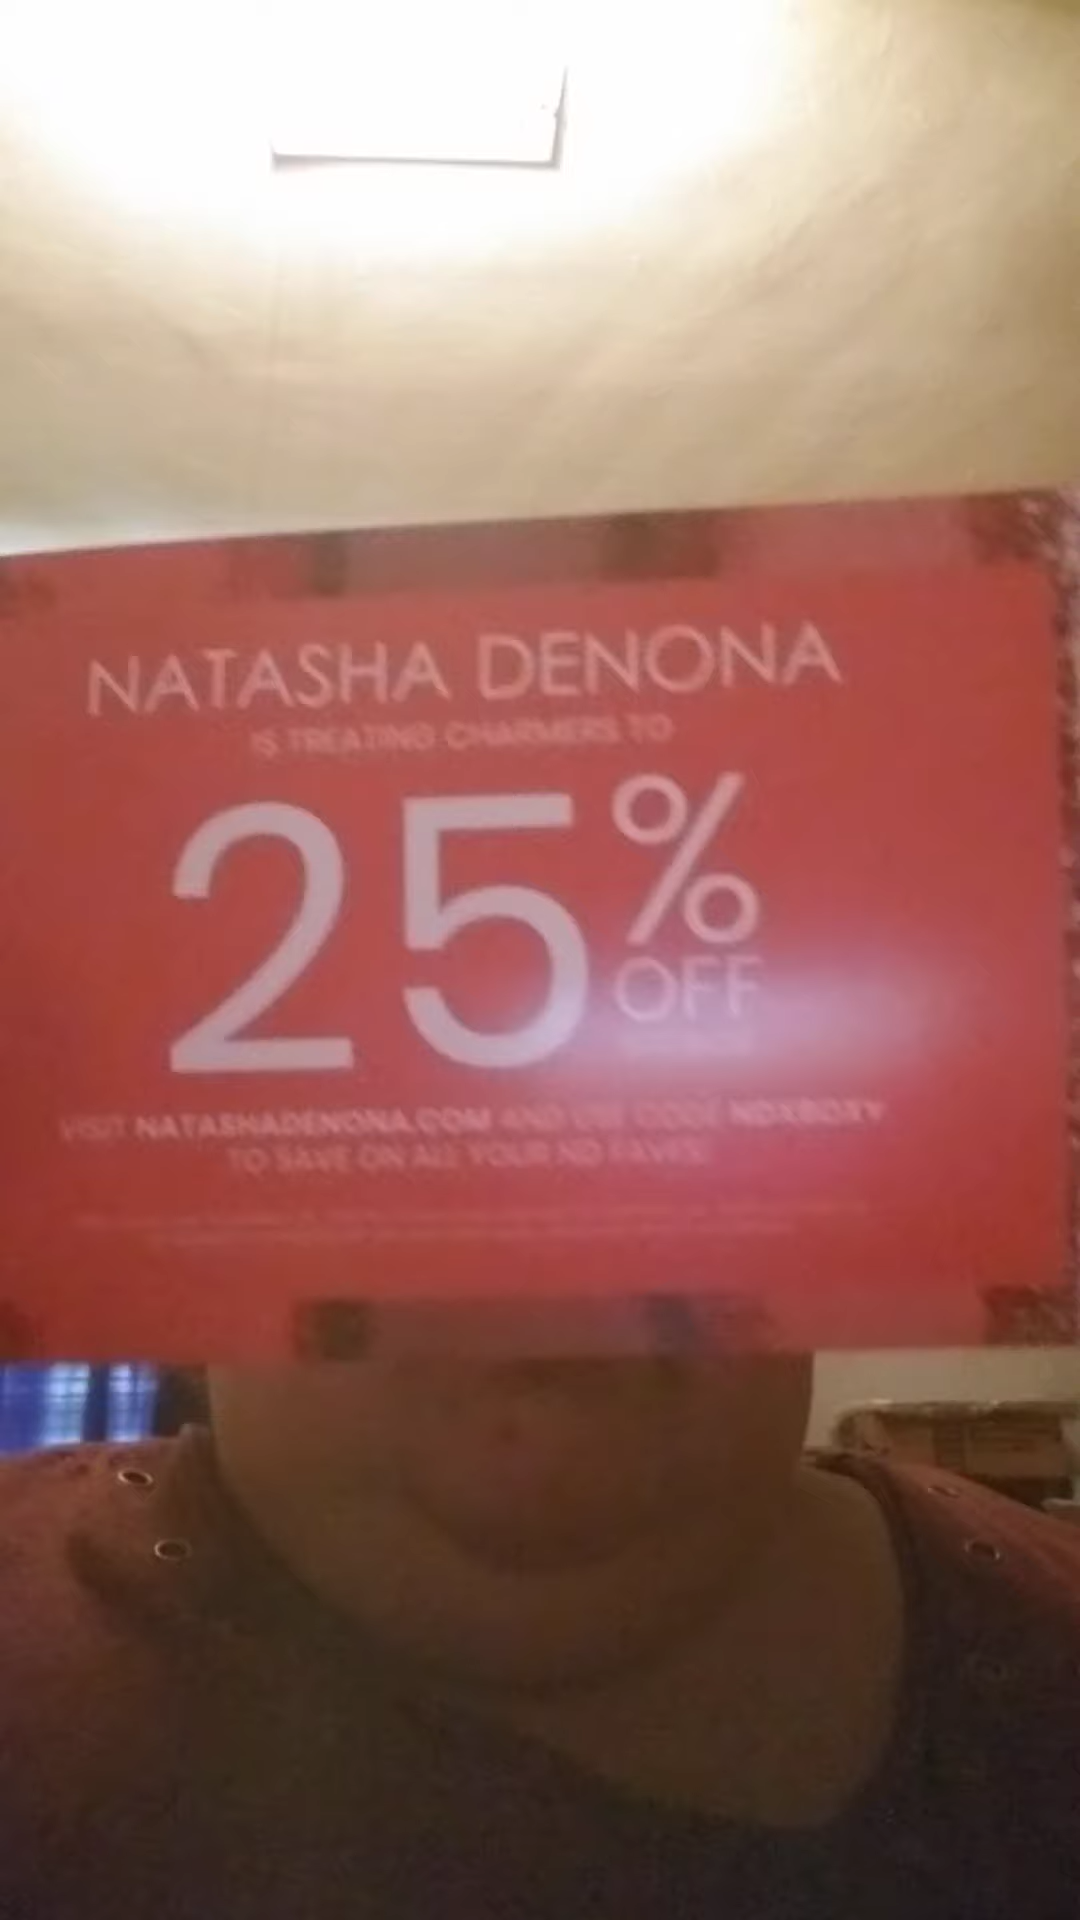 NATASHA DENONA
IS TREATING CHARMERS TO
25%
OFF
VISIT NATASHADENONA.COM AND USE CODE NDXBOXY
TO SAVE ON ALL YOUR ND FAVES!